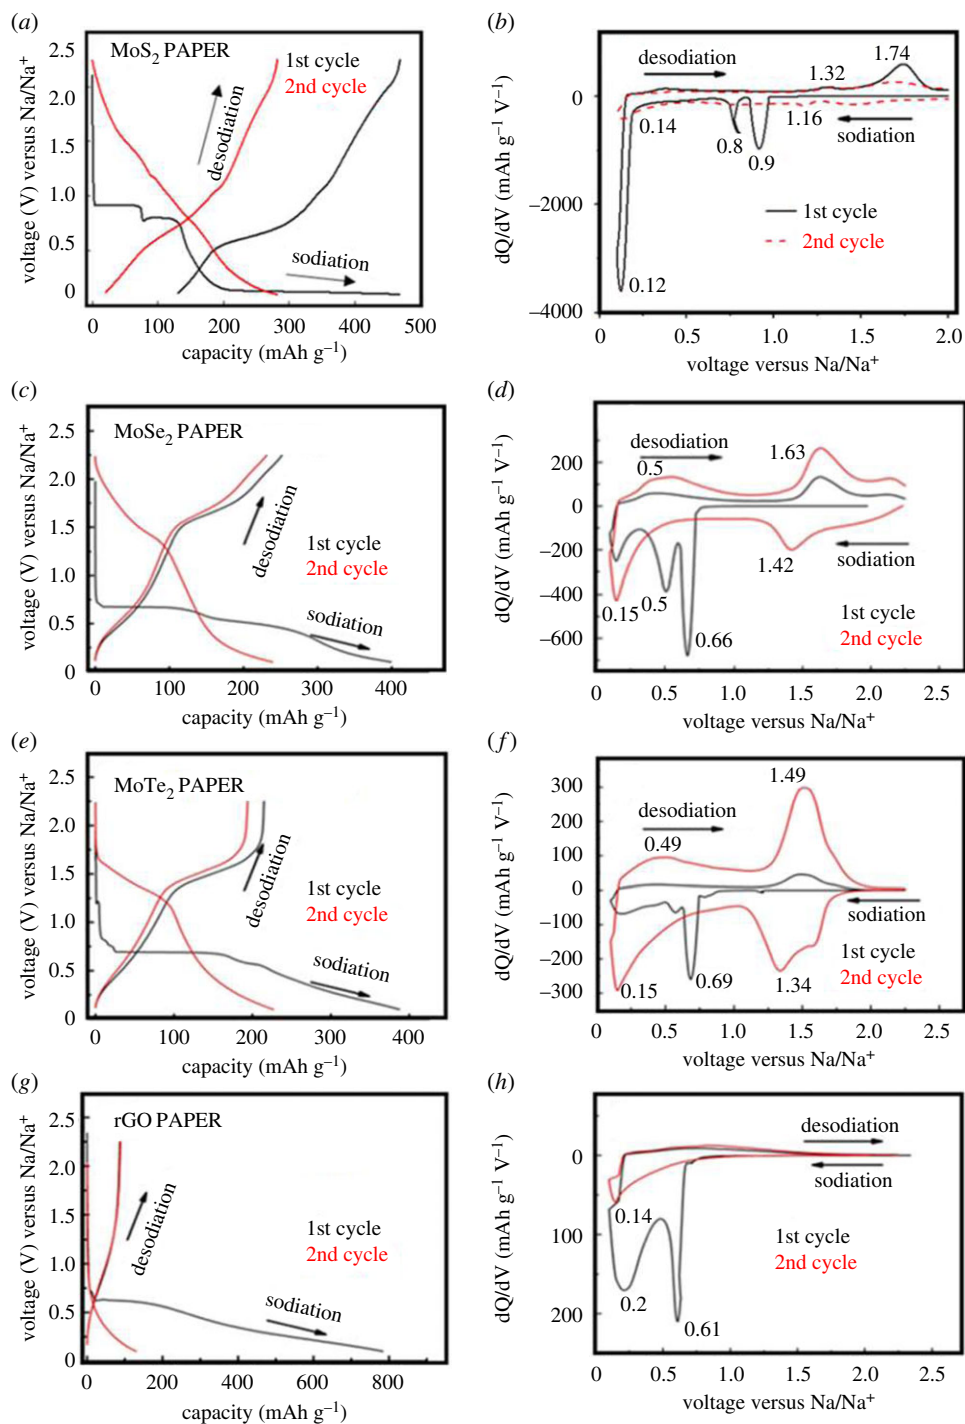 (a)
MoS₂ PAPER
1st cycle
2nd cycle
desodiation
sodiation
2.5
2.0
1.5
1.0
0.5
0
0 100 200 300 400 500
voltage (V) versus Na/Na⁺
capacity (mAh g⁻¹)
(b)
desodiation
1.74
1.32
0.14
0.8
0.9
1.16
sodiation
1st cycle
2nd cycle
0.12
0
–2000
–4000
0 0.5 1.0 1.5 2.0
dQ/dV (mAh g⁻¹ V⁻¹)
voltage versus Na/Na⁺
(c)
MoSe₂ PAPER
desodiation
1st cycle
2nd cycle
sodiation
2.5
2.0
1.5
1.0
0.5
0
0 100 200 300 400
voltage (V) versus Na/Na⁺
capacity (mAh g⁻¹)
(d)
desodiation
0.5
1.63
sodiation
1.42
0.15
0.5
0.66
1st cycle
2nd cycle
200
0
–200
–400
–600
0 0.5 1.0 1.5 2.0 2.5
dQ/dV (mAh g⁻¹ V⁻¹)
voltage versus Na/Na⁺
(e)
MoTe₂ PAPER
desodiation
1st cycle
2nd cycle
sodiation
2.5
2.0
1.5
1.0
0.5
0
0 100 200 300 400
voltage (V) versus Na/Na⁺
capacity (mAh g⁻¹)
(f)
1.49
desodiation
0.49
sodiation
0.15
0.69
1.34
1st cycle
2nd cycle
300
200
100
0
–100
–200
–300
0 0.5 1.0 1.5 2.0 2.5
dQ/dV (mAh g⁻¹ V⁻¹)
voltage versus Na/Na⁺
(g)
rGO PAPER
desodiation
1st cycle
2nd cycle
sodiation
2.5
2.0
1.5
1.0
0.5
0
0 200 400 600 800
voltage (V) versus Na/Na⁺
capacity (mAh g⁻¹)
(h)
desodiation
sodiation
0.14
0.2
0.61
1st cycle
2nd cycle
0
100
200
0 0.5 1.0 1.5 2.0 2.5
dQ/dV (mAh g⁻¹ V⁻¹)
voltage versus Na/Na⁺